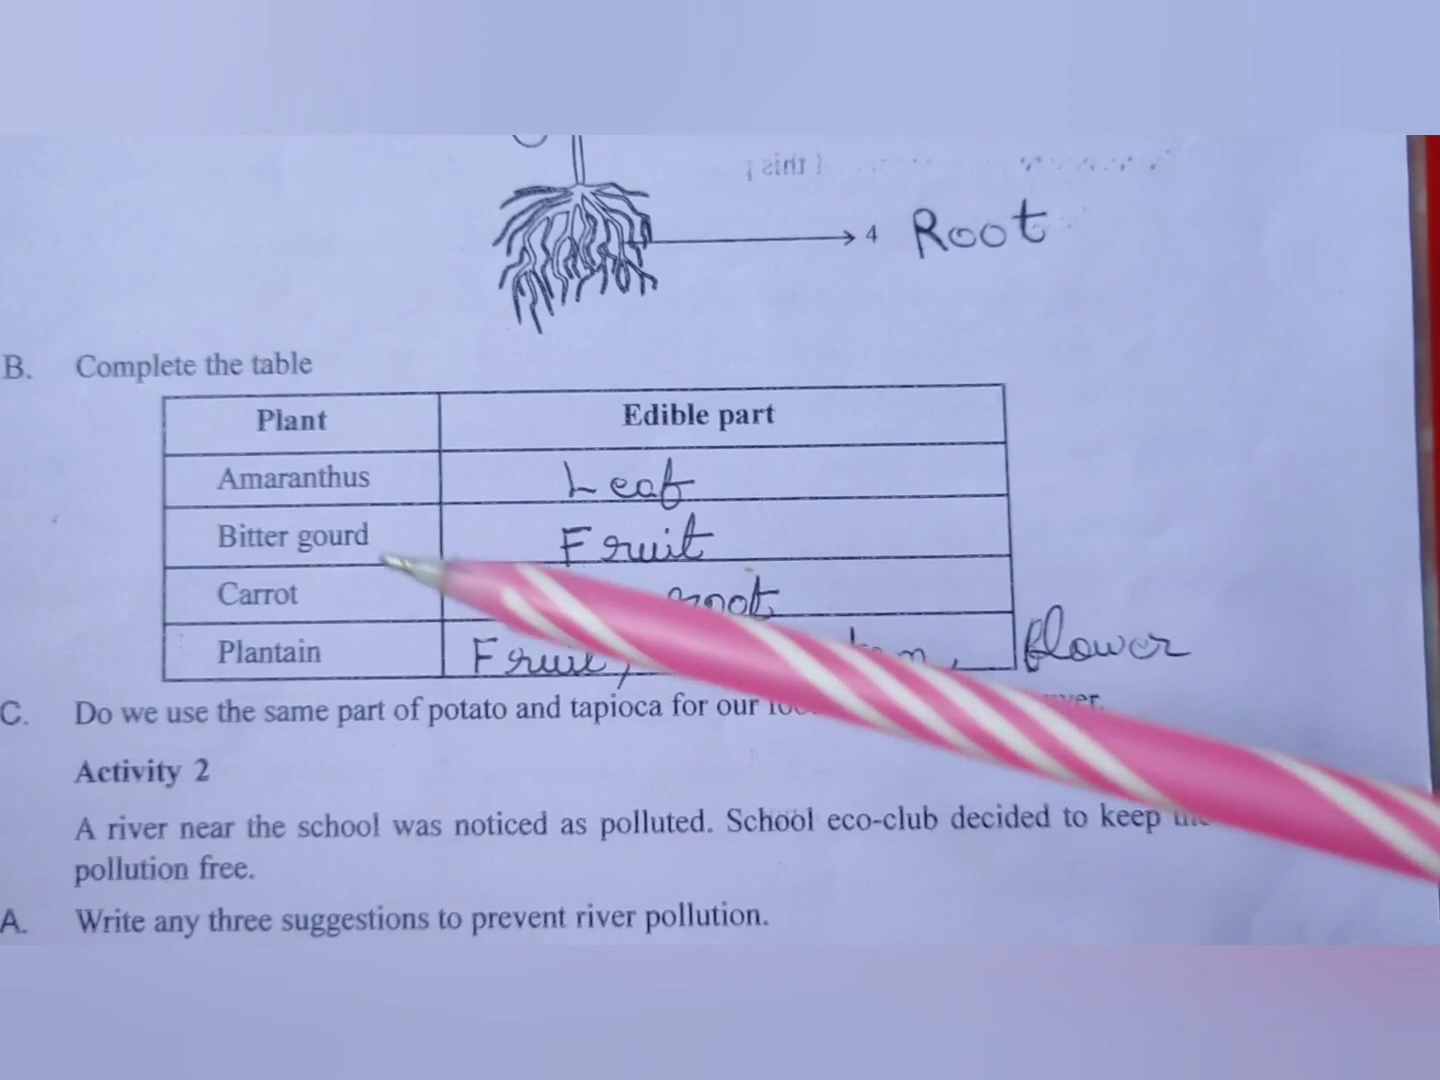 4 Root
B. Complete the table
Plant Edible part
Amaranthus Leaf
Bitter gourd Fruit
Carrot root
Plantain Fruit, flower
C. Do we use the same part of potato and tapioca for our
Activity 2
A river near the school was noticed as polluted. School eco-club decided to keep
pollution free.
A. Write any three suggestions to prevent river pollution.